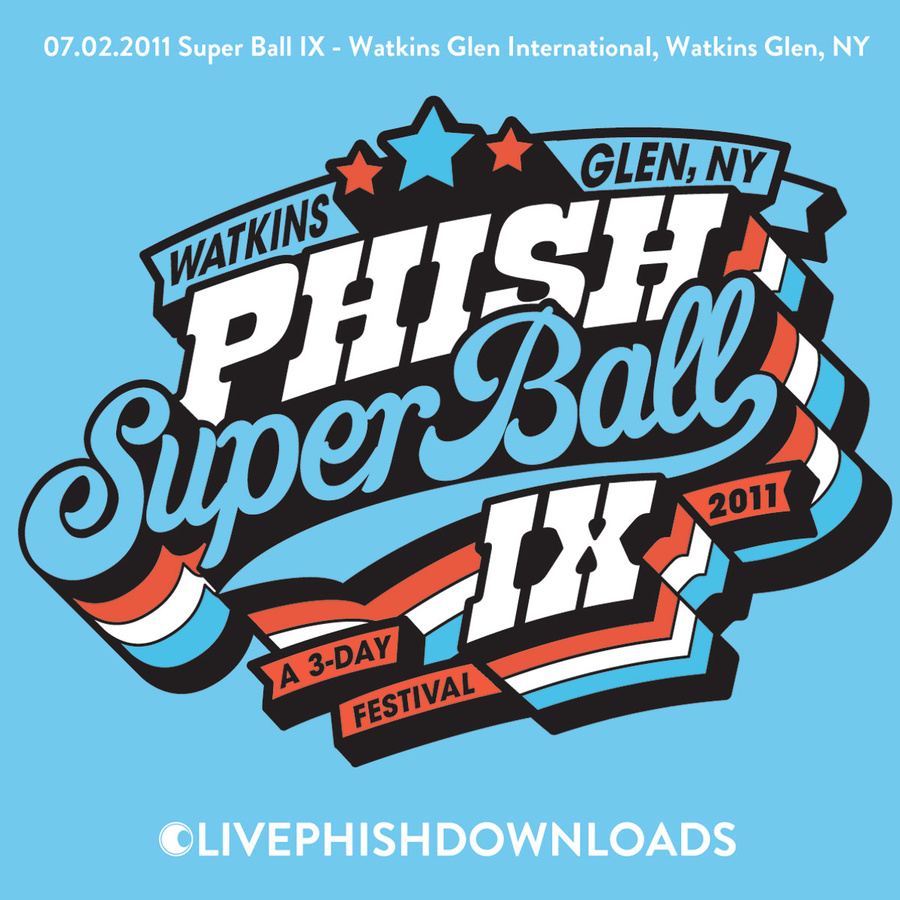 07.02.2011 Super Ball IX - Watkins Glen International, Watkins Glen, NY
WATKINS
GLEN, NY
PHISH
Super Ball
IX
2011
A 3-DAY
FESTIVAL
LIVEPHISHDOWNLOADS